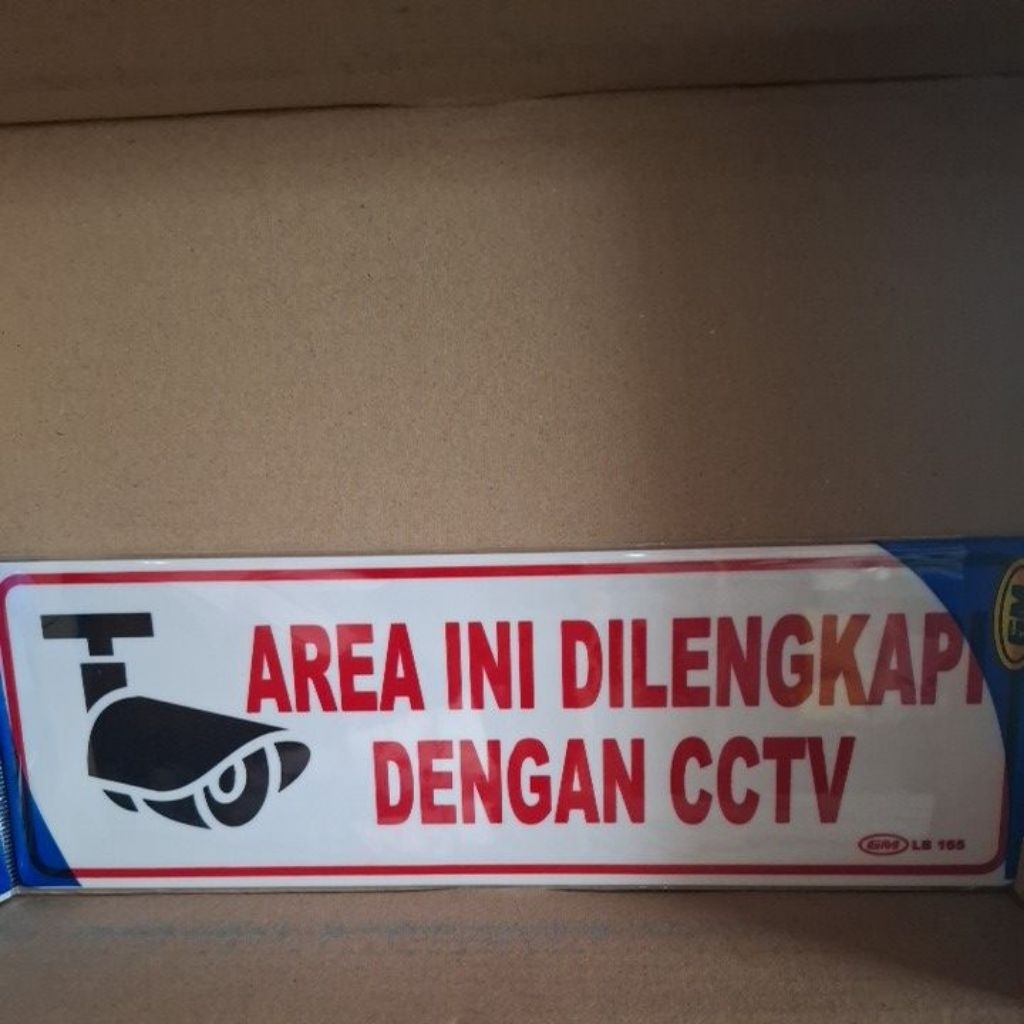 AREA INI DILENGKAPI
DENGAN CCTV
LB 165